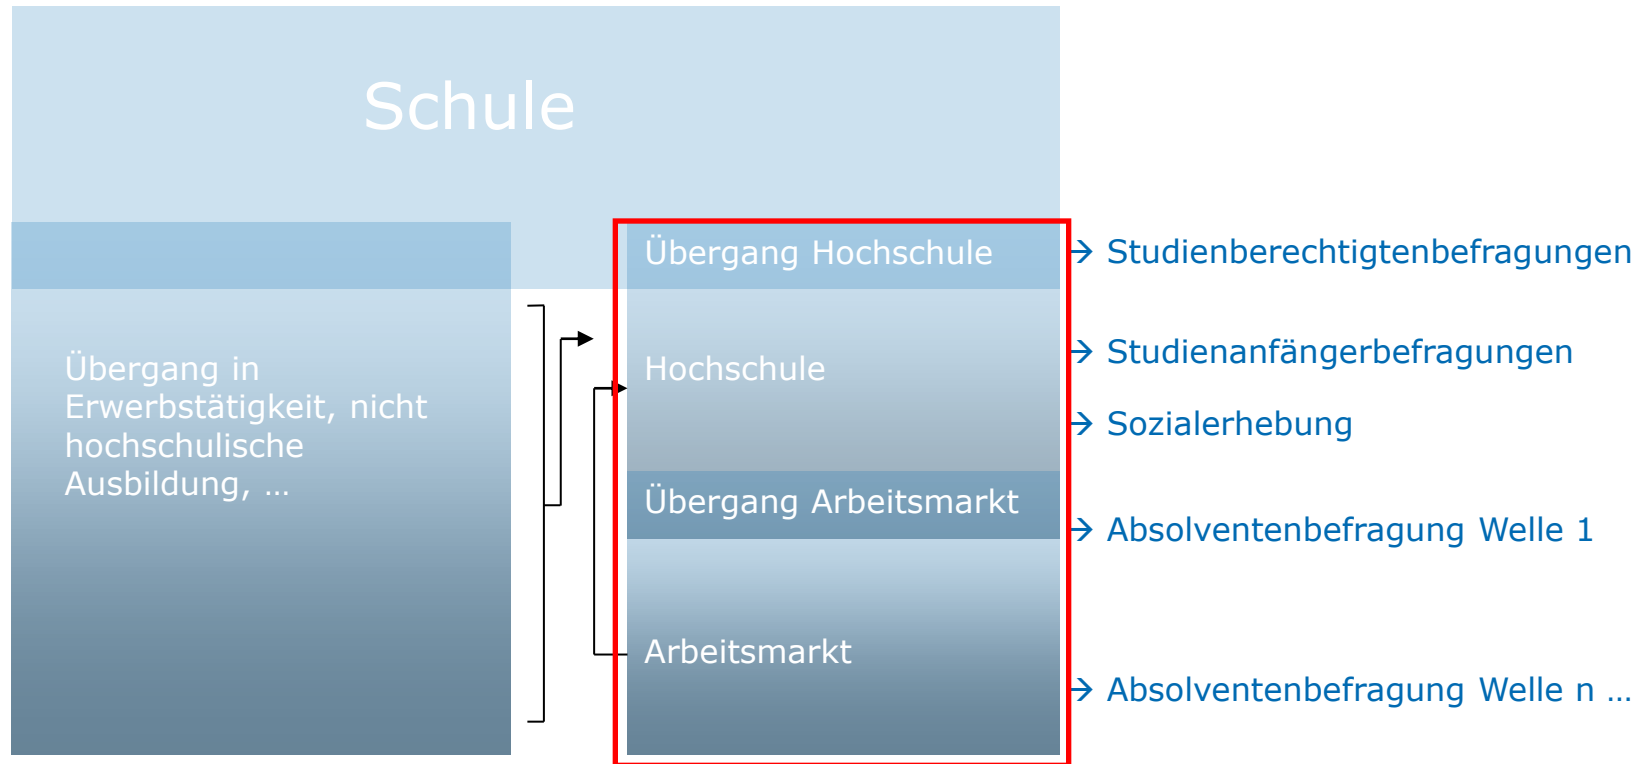 Schule
Übergang Hochschule
→ Studienberechtigtenbefragungen
Übergang in
Erwerbstätigkeit, nicht
hochschulische
Ausbildung, …
Hochschule
→ Studienanfängerbefragungen
→ Sozialerhebung
Übergang Arbeitsmarkt
→ Absolventenbefragung Welle 1
Arbeitsmarkt
→ Absolventenbefragung Welle n …